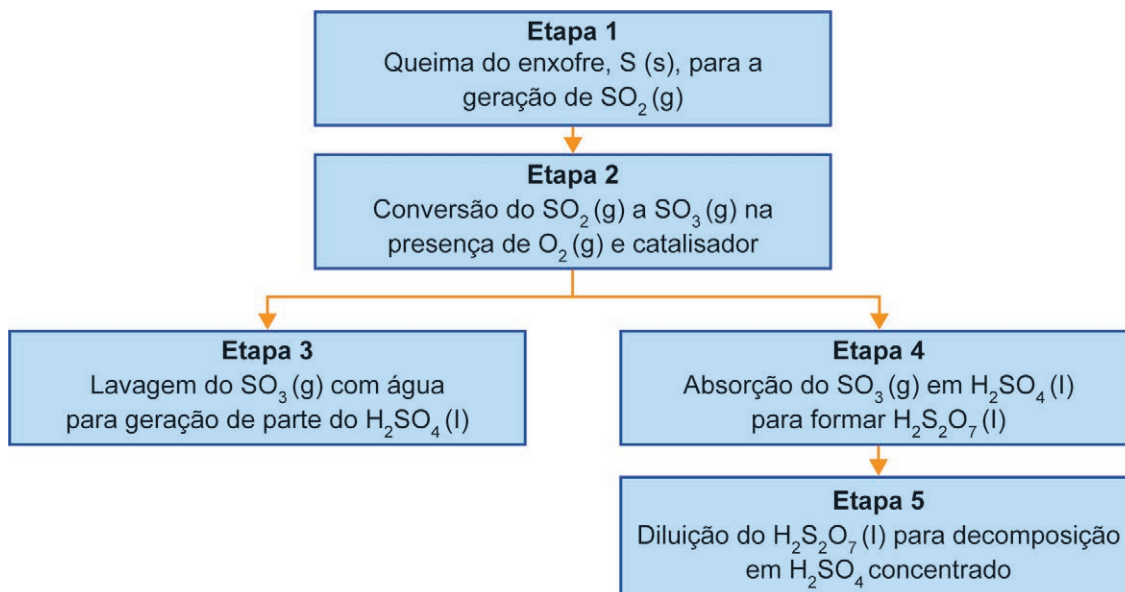 Etapa 1
Queima do enxofre, S (s), para a
geração de SO₂ (g)
Etapa 2
Conversão do SO₂ (g) a SO₃ (g) na
presença de O₂ (g) e catalisador
Etapa 3
Lavagem do SO₃ (g) com água
para geração de parte do H₂SO₄ (l)
Etapa 4
Absorção do SO₃ (g) em H₂SO₄ (l)
para formar H₂S₂O₇ (l)
Etapa 5
Diluição do H₂S₂O₇ (l) para decomposição
em H₂SO₄ concentrado